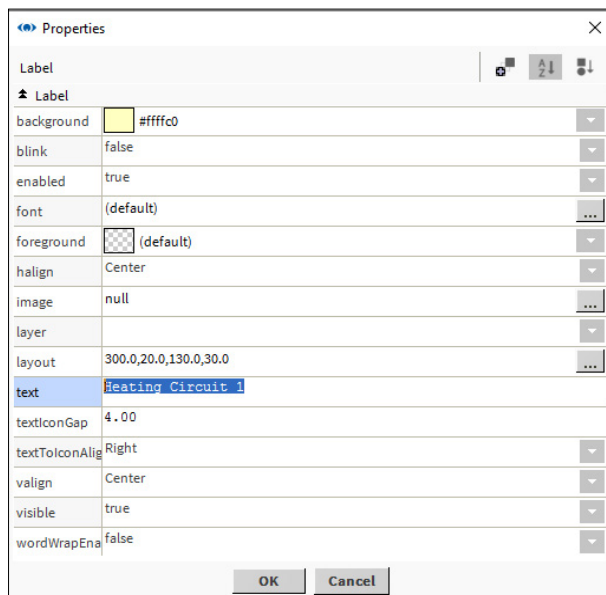 Properties
Label
Label
background #ffffc0
blink false
enabled true
font (default) ...
foreground (default)
halign Center
image null ...
layer
layout 300.0,20.0,130.0,30.0 ...
text Heating Circuit 1
textIconGap 4.00
textToIconAlig Right
valign Center
visible true
wordWrapEna false
OK Cancel